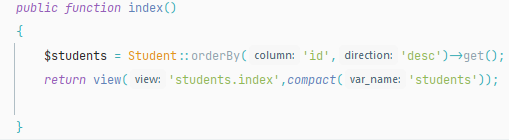 public function index()
{
$students = Student::orderBy( column: 'id', direction: 'desc')->get();
return view( view: 'students.index',compact( var_name: 'students'));
}